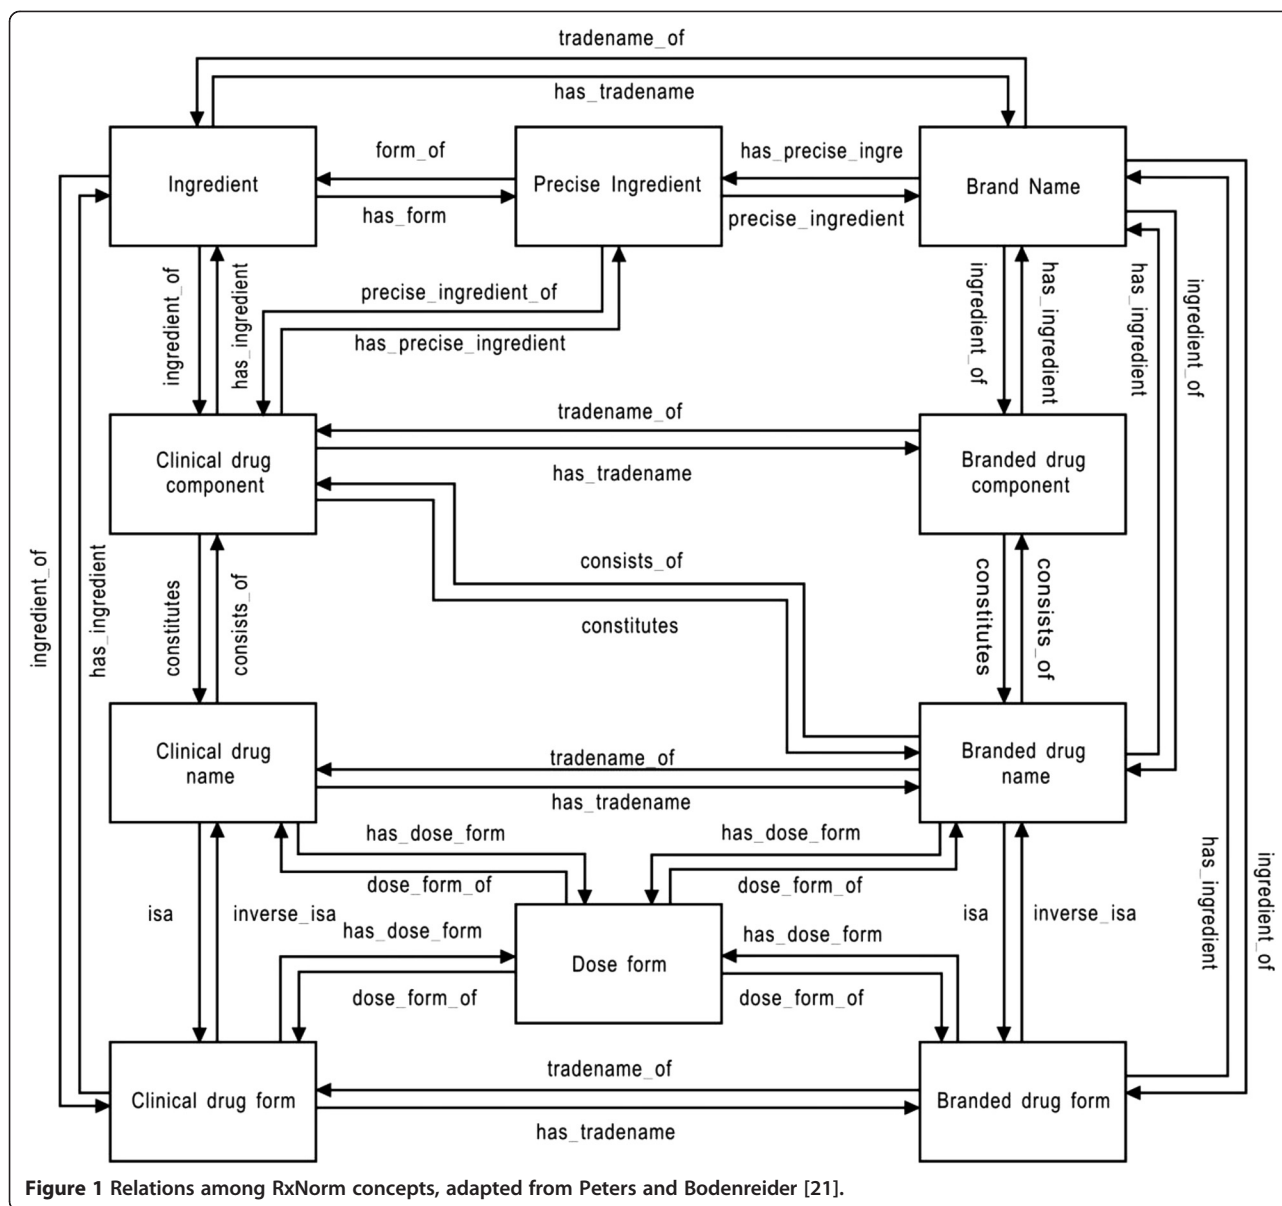 tradename_of
has_tradename
Ingredient
form_of
has_form
Precise Ingredient
has_precise_ingre
precise_ingredient
Brand Name
ingredient_of
has_ingredient
precise_ingredient_of
has_precise_ingredient
ingredient_of
has_ingredient
has_ingredient
ingredient_of
Clinical drug
component
tradename_of
has_tradename
Branded drug
component
ingredient_of
has_ingredient
constitutes
consists_of
consists_of
constitutes
constitutes
consists_of
Clinical drug
name
tradename_of
has_tradename
Branded drug
name
has_dose_form
dose_form_of
has_dose_form
dose_form_of
isa
inverse_isa
isa
inverse_isa
has_ingredient
ingredient_of
has_dose_form
dose_form_of
Dose form
has_dose_form
dose_form_of
Clinical drug form
tradename_of
has_tradename
Branded drug form
Figure 1 Relations among RxNorm concepts, adapted from Peters and Bodenreider [21].